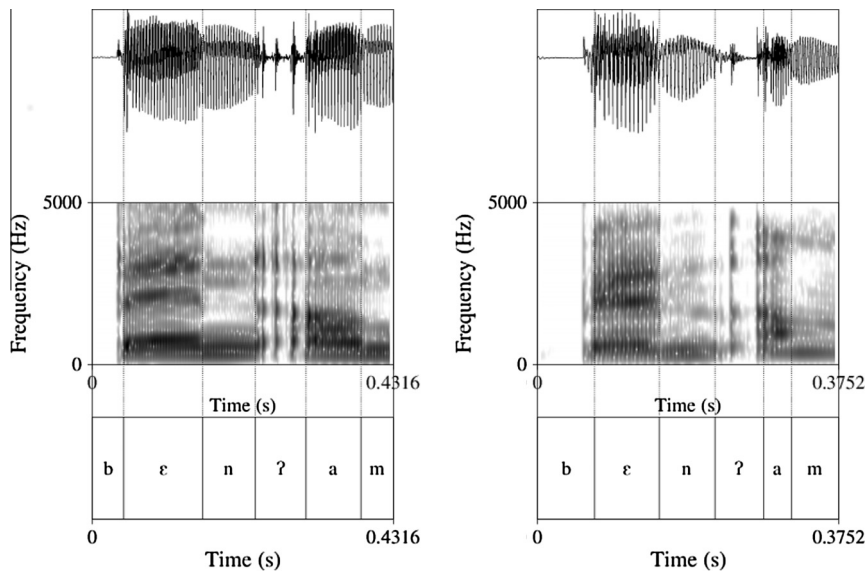 5000
Frequency (Hz)
0
0
0.4316
Time (s)
b ɛ n ʔ a m
0
0.4316
Time (s)
5000
Frequency (Hz)
0
0
0.3752
Time (s)
b ɛ n ʔ a m
0
0.3752
Time (s)